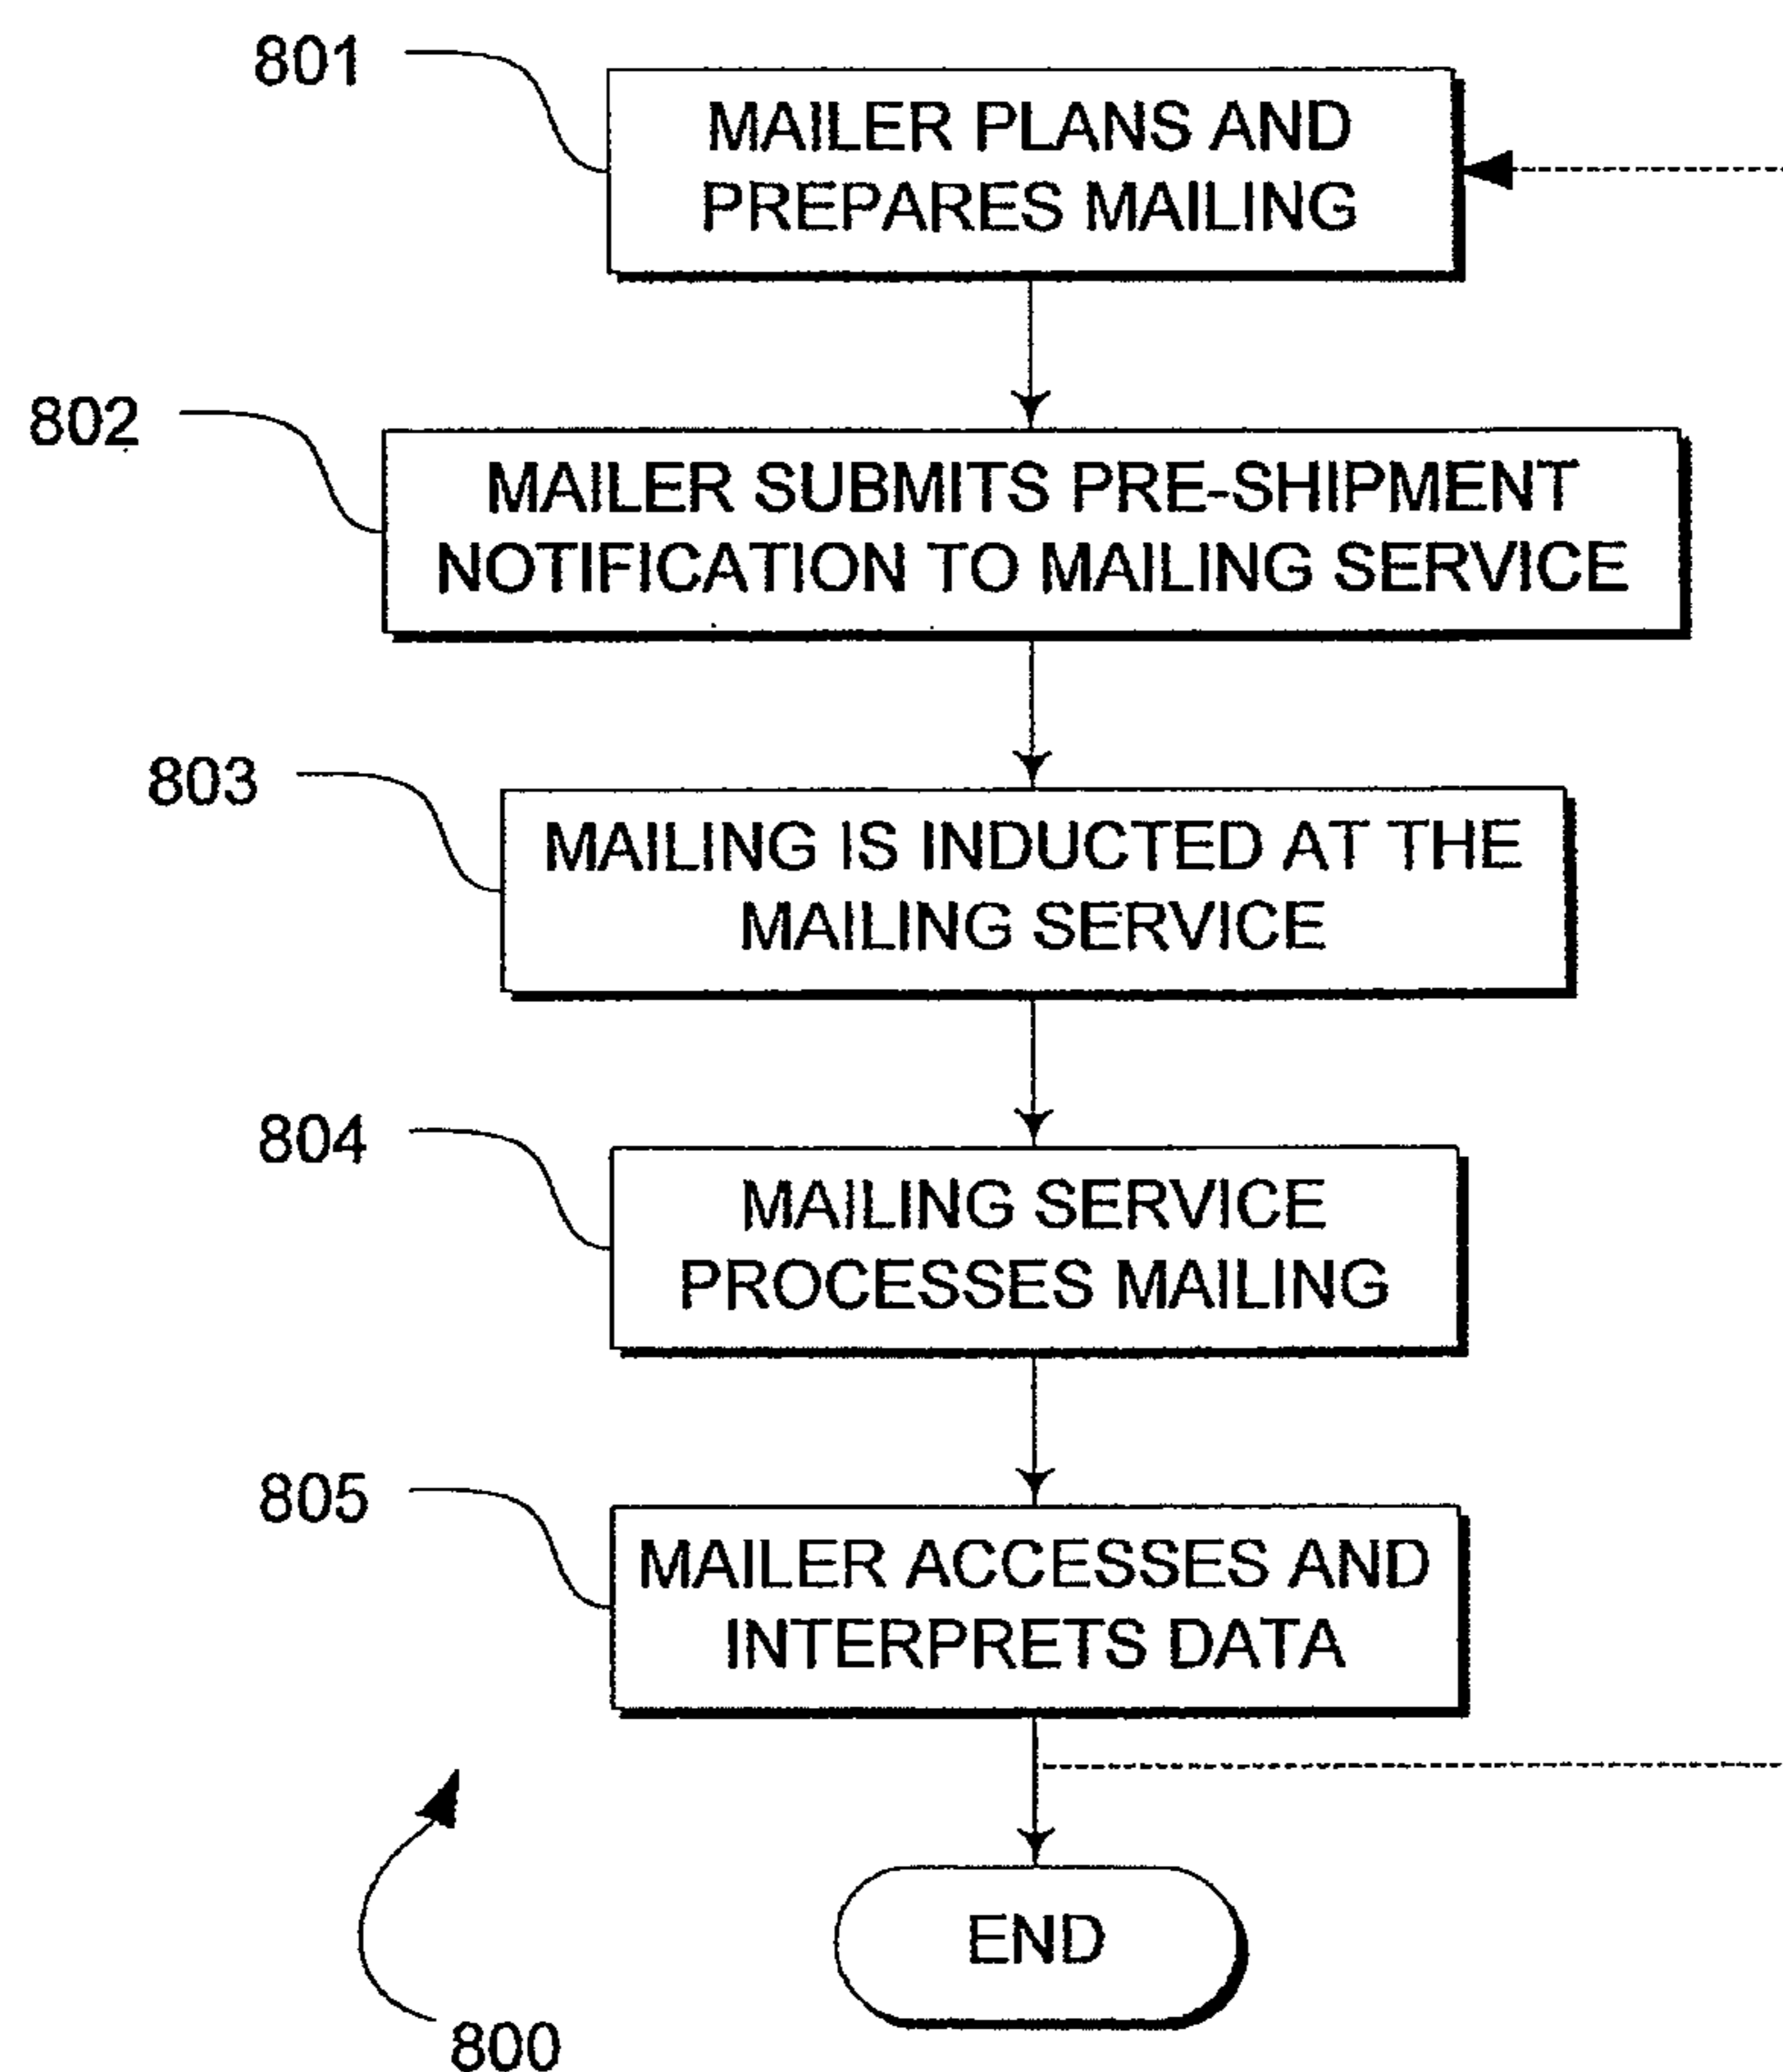 801
MAILER PLANS AND
PREPARES MAILING
802
MAILER SUBMITS PRE-SHIPMENT
NOTIFICATION TO MAILING SERVICE
803
MAILING IS INDUCTED AT THE
MAILING SERVICE
804
MAILING SERVICE
PROCESSES MAILING
805
MAILER ACCESSES AND
INTERPRETS DATA
END
800